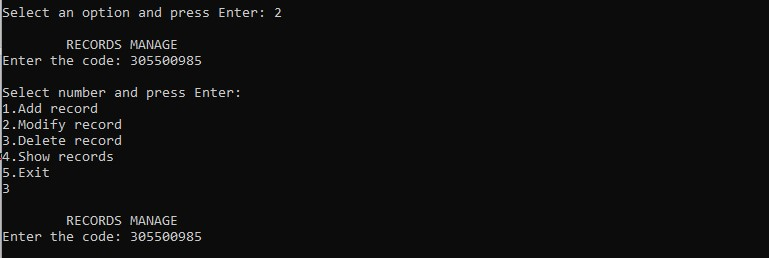 Select an option and press Enter: 2
RECORDS MANAGE
Enter the code: 305500985
Select number and press Enter:
1.Add record
2.Modify record
3.Delete record
4.Show records
5.Exit
3
RECORDS MANAGE
Enter the code: 305500985